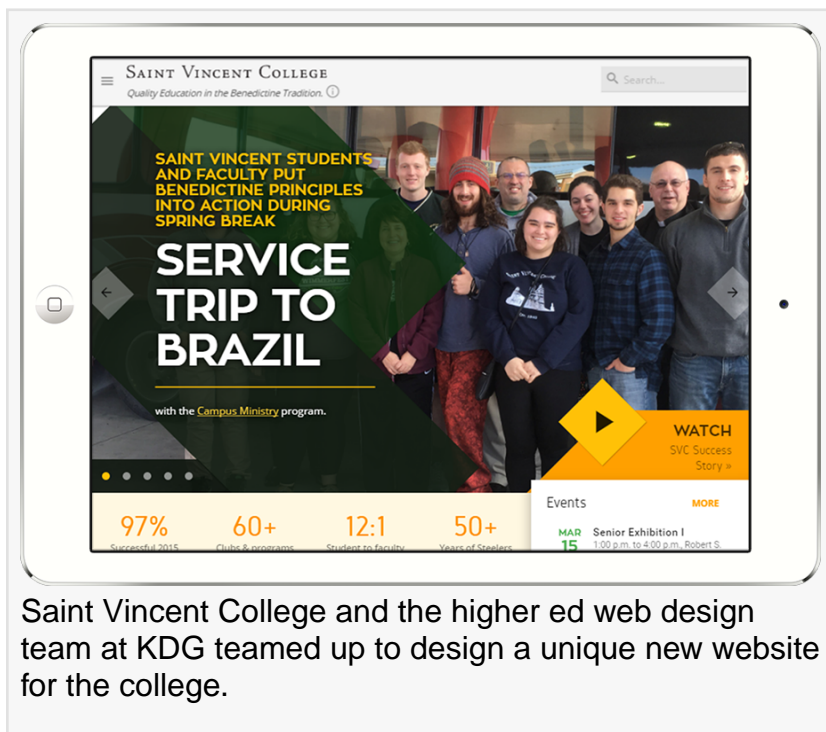 SAINT VINCENT COLLEGE
Quality Education in the Benedictine Tradition.
Search...
SAINT VINCENT STUDENTS
AND FACULTY PUT
BENEDICTINE PRINCIPLES
INTO ACTION DURING
SPRING BREAK
SERVICE
TRIP TO
BRAZIL
with the Campus Ministry program.
WATCH
SVC Success
Story »
97%
Successful 2015
60+
Clubs & programs
12:1
Student to faculty
50+
Years of Steelers
Events
MORE
MAR
15
Senior Exhibition I
1:00 p.m. to 4:00 p.m., Robert S.
Saint Vincent College and the higher ed web design
team at KDG teamed up to design a unique new website
for the college.